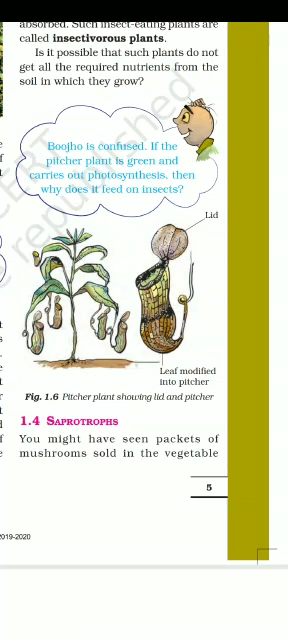 absorbed. Such insect-eating plants are
called insectivorous plants.
Is it possible that such plants do not
get all the required nutrients from the
soil in which they grow?
Boojho is confused. If the
pitcher plant is green and
carries out photosynthesis, then
why does it feed on insects?
Lid
Leaf modified
into pitcher
Fig. 1.6 Pitcher plant showing lid and pitcher
1.4 SAPROTROPHS
You might have seen packets of
mushrooms sold in the vegetable
5
2019-2020